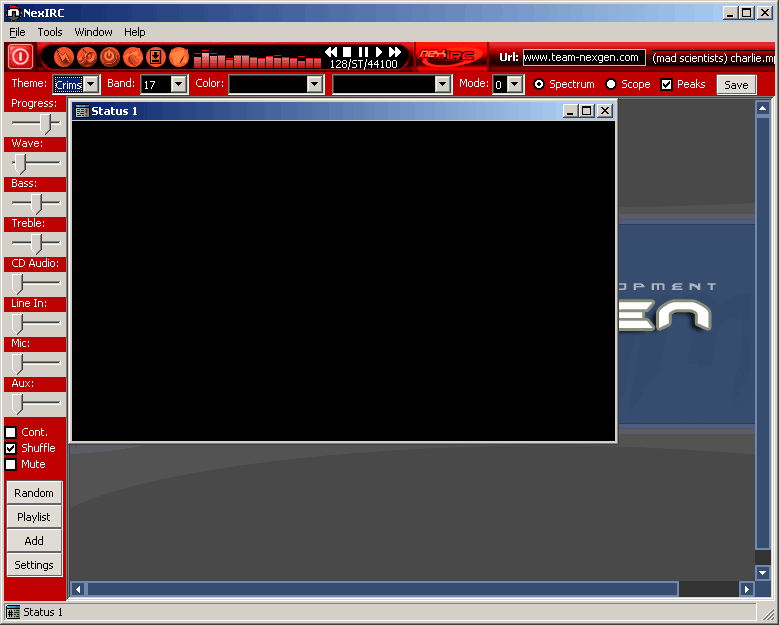 NexIRC
File Tools Window Help
128/ST/44100
nexIRC
Url: www.team-nexgen.com (mad scientists) charlie.mp
Theme: Crims Band: 17 Color: Mode: 0 Spectrum Scope Peaks Save
Progress:
Wave:
Bass:
Treble:
CD Audio:
Line In:
Mic:
Aux:
Cont.
Shuffle
Mute
Random
Playlist
Add
Settings
Status 1
OPMENT
EN
Status 1